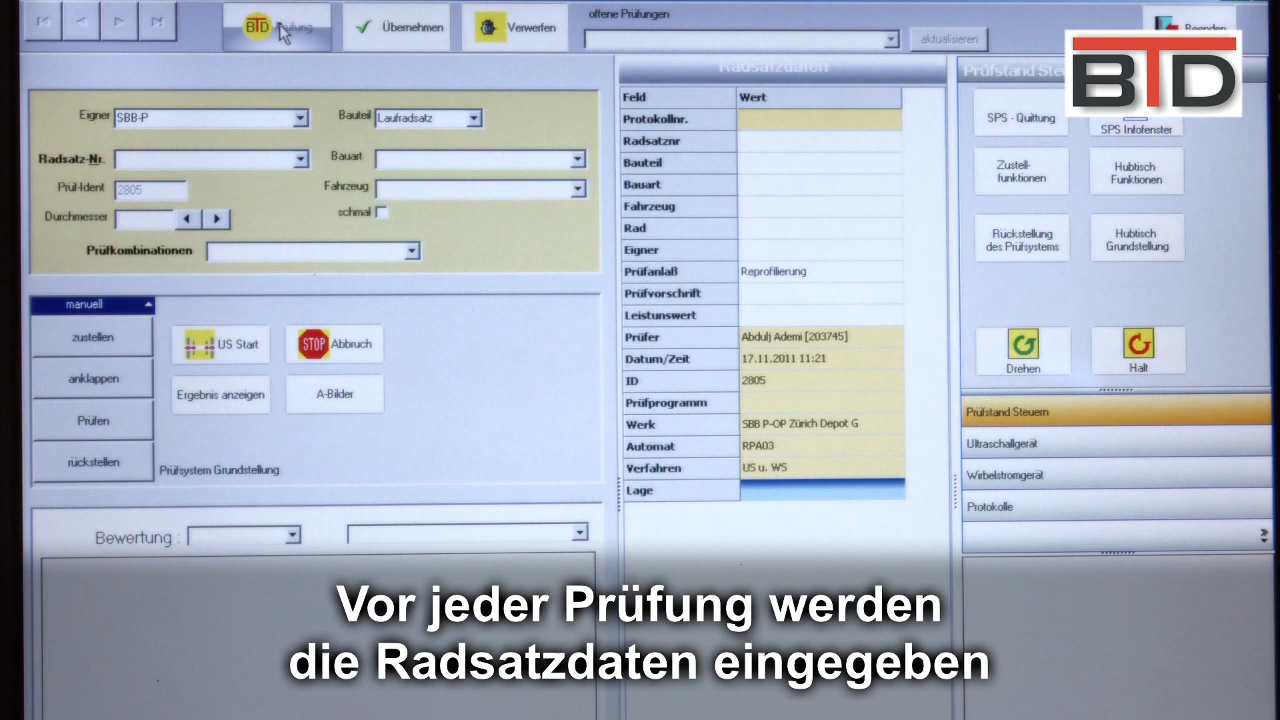 BTD Prüfung
Übernehmen
Verwerfen
offene Prüfungen
aktualisieren
Beenden
BTD
Eigner SBB-P
Bauteil Laufradsatz
Radsatz-Nr.
Bauart
Prüf-Ident 2805
Fahrzeug
Durchmesser
schmal
Prüfkombinationen
manuell
zustellen
anklappen
Prüfen
rückstellen
US Start
STOP Abbruch
Ergebnis anzeigen
A-Bilder
Prüfsystem Grundstellung
Bewertung :
Radsatzdaten
Feld Wert
Protokollnr.
Radsatznr
Bauteil
Bauart
Fahrzeug
Rad
Eigner
Prüfanlaß Reprofilierung
Prüfvorschrift
Leistunswert
Prüfer Abdulj Ademi [203745]
Datum/Zeit 17.11.2011 11:21
ID 2805
Prüfprogramm
Werk SBB P-OP Zürich Depot G
Automat RPA03
Verfahren US u. WS
Lage
Prüfstand
SPS - Quittung
SPS Infofenster
Zustell-
funktionen
Hubtisch
Funktionen
Rückstellung
des Prüfsystems
Hubtisch
Grundstellung
Drehen
Halt
Prüfstand Steuern
Ultraschallgerät
Wirbelstromgerät
Protokolle
Vor jeder Prüfung werden
die Radsatzdaten eingegeben